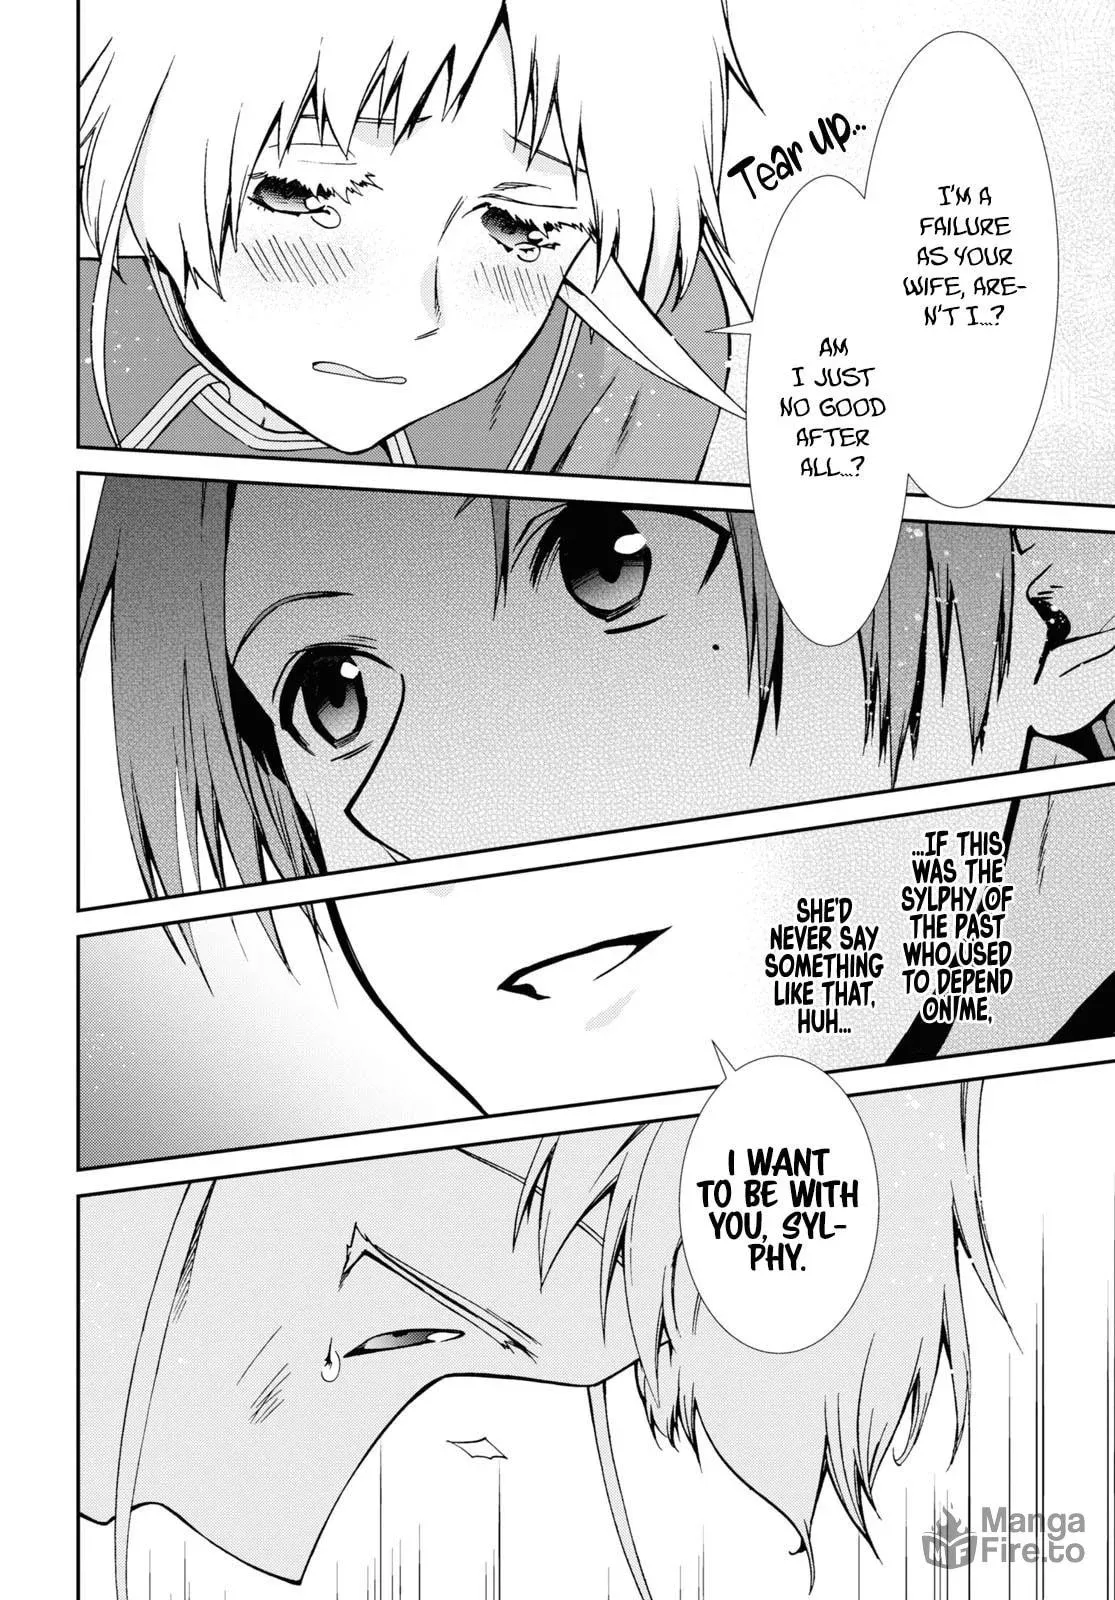 Tear up...
I'M A
FAILURE
AS YOUR
WIFE, ARE-
N'T I...?
AM
I JUST
NO GOOD
AFTER
ALL...?
...IF THIS
WAS THE
SYLPHY OF
THE PAST
WHO USED
TO DEPEND
ON ME,
SHE'D
NEVER SAY
SOMETHING
LIKE THAT,
HUH...
I WANT
TO BE WITH
YOU, SYL-
PHY.
Manga
Fire.to